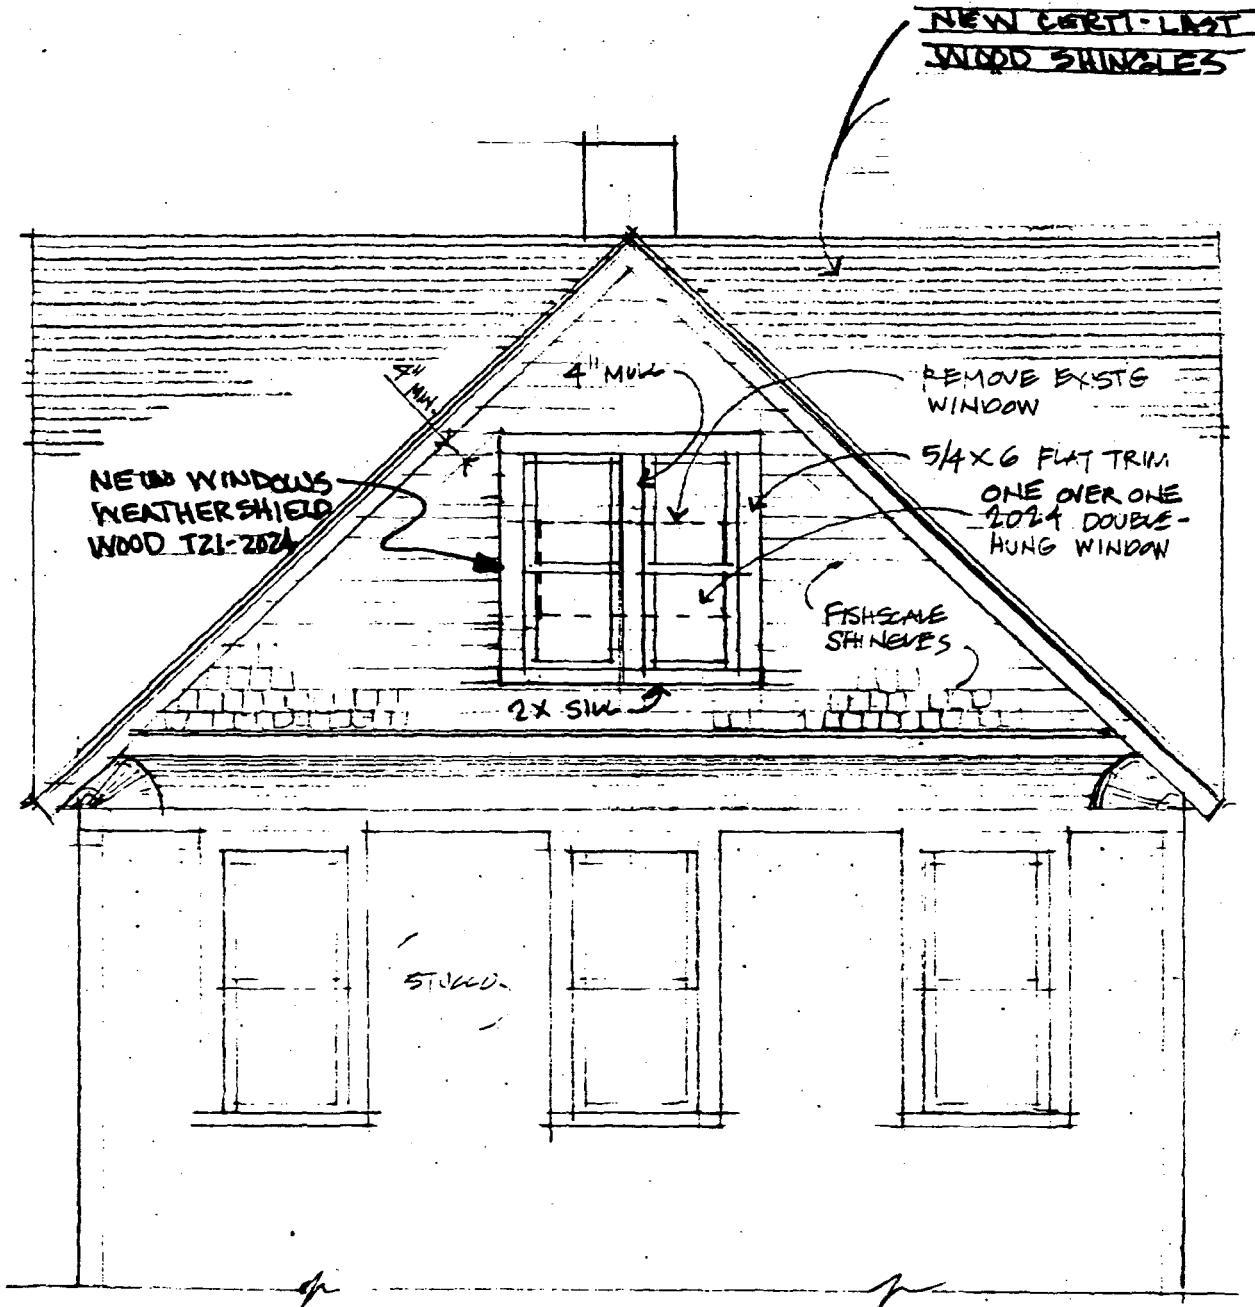 NEW CERTI-LAST
WOOD SHINGLES
4" MULL
REMOVE EXIST'G
WINDOW
5/4 X 6 FLAT TRIM
ONE OVER ONE
2024 DOUBLE-
HUNG WINDOW
NEW WINDOWS
WEATHERSHIELD
WOOD T21-2024
FISHSCALE
SHINGLES
2X SILL
STUCCO